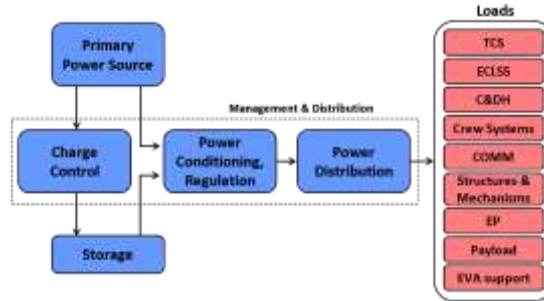 Loads
Primary
Power Source
TCS
ECLSS
C&DH
Management & Distribution
Crew Systems
Charge
Control
Power
Conditioning,
Regulation
Power
Distribution
COMM
Structures &
Mechanisms
EP
Storage
Payload
EVA support